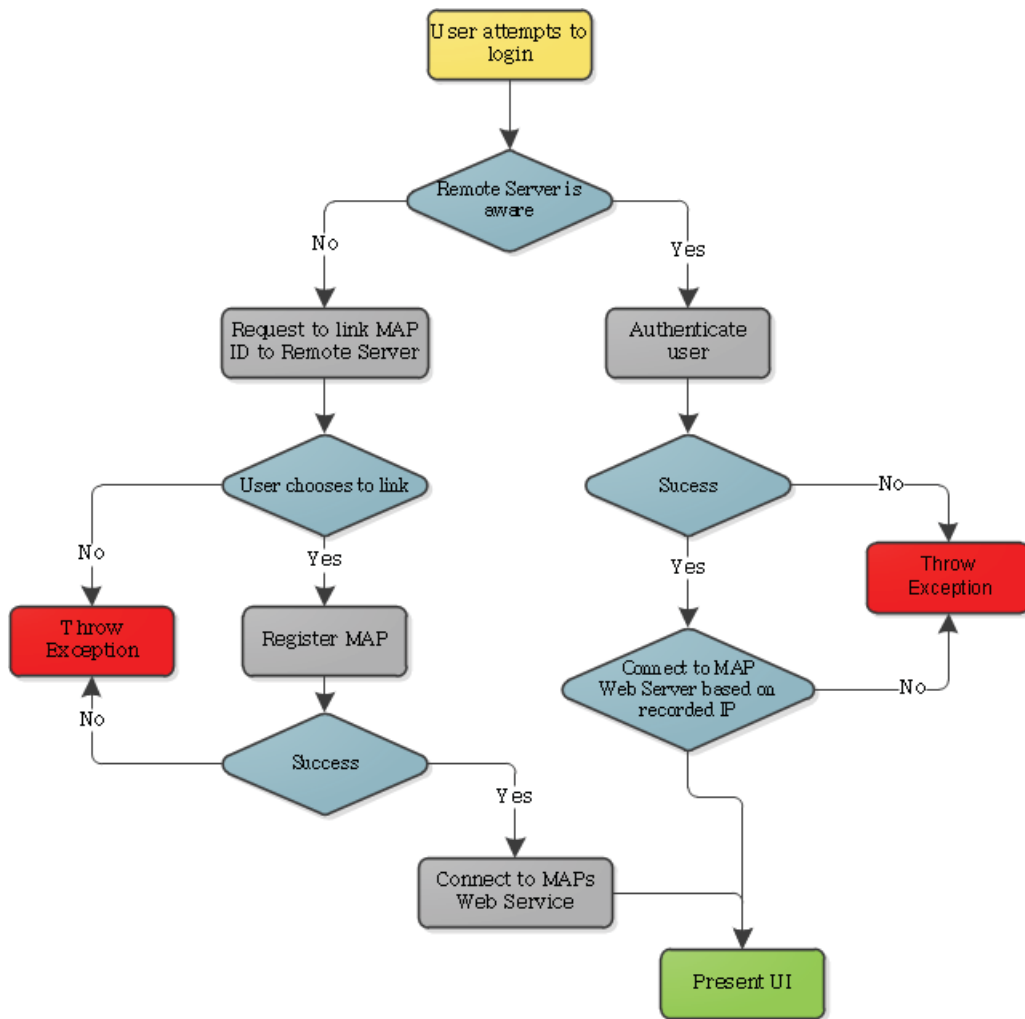 User attempts to
login
Remote Server is
aware
No
Yes
Request to link MAP
ID to Remote Server
Authenticate
user
User chooses to link
Sucess
No
No
Yes
Yes
Throw
Exception
Throw
Exception
Register MAP
Connect to MAP
Web Server based on
recorded IP
No
No
Success
Yes
Connect to MAPs
Web Service
Present UI